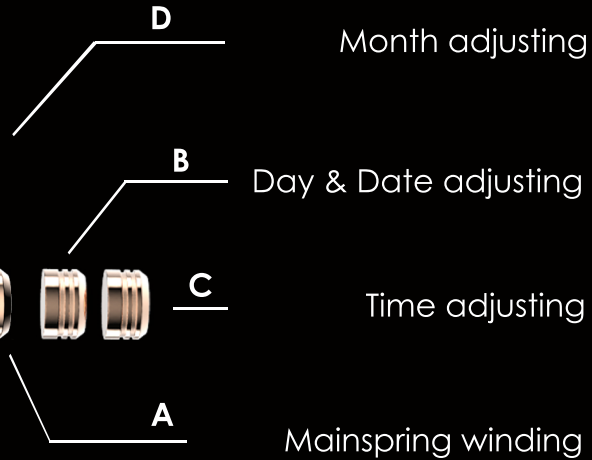 D
Month adjusting
B
Day & Date adjusting
C
Time adjusting
A
Mainspring winding